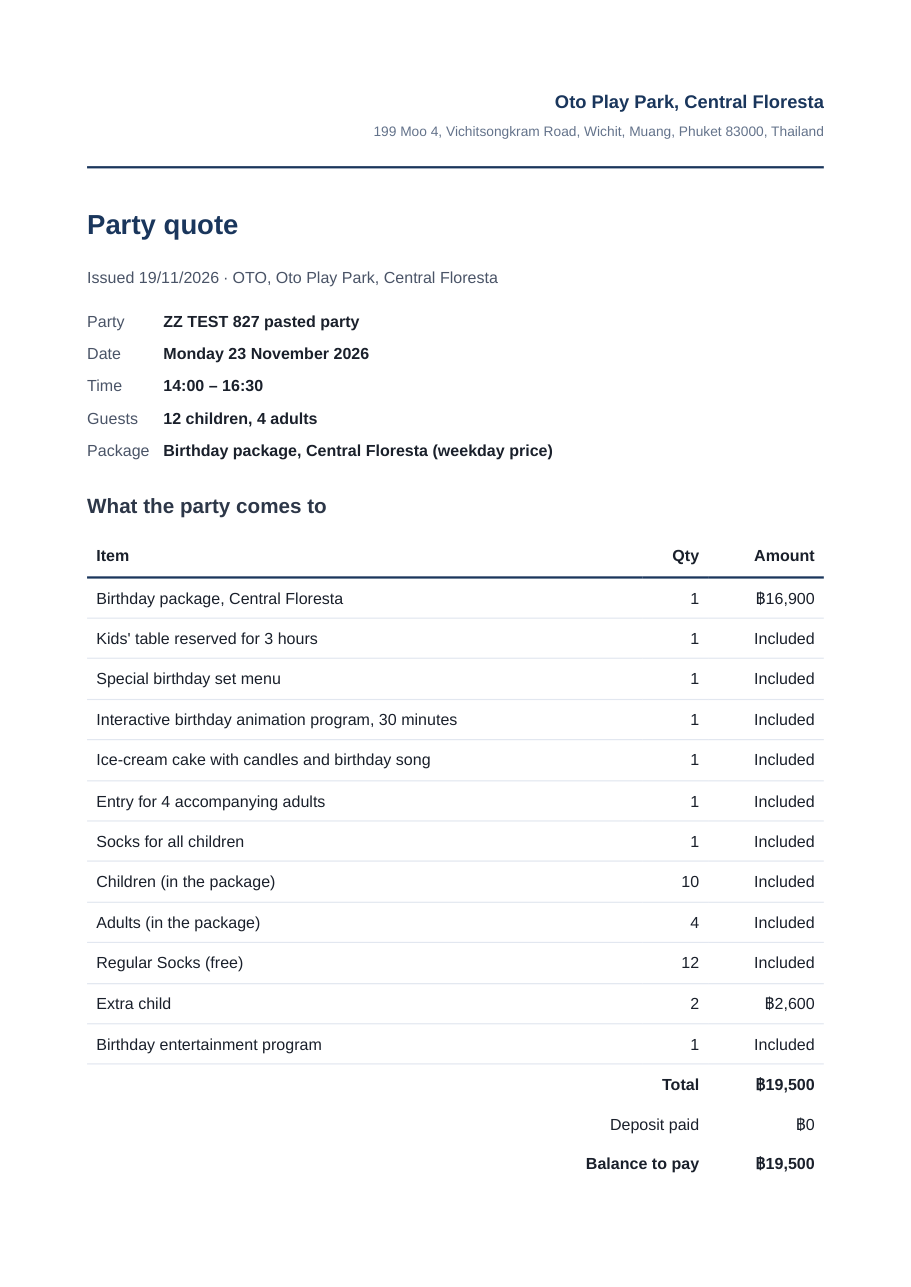 Oto Play Park, Central Floresta
199 Moo 4, Vichitsongkram Road, Wichit, Muang, Phuket 83000, Thailand
Party quote
Issued 19/11/2026 · OTO, Oto Play Park, Central Floresta
Party ZZ TEST 827 pasted party
Date Monday 23 November 2026
Time 14:00 – 16:30
Guests 12 children, 4 adults
Package Birthday package, Central Floresta (weekday price)
What the party comes to
Item Qty Amount
Birthday package, Central Floresta 1 ฿16,900
Kids' table reserved for 3 hours 1 Included
Special birthday set menu 1 Included
Interactive birthday animation program, 30 minutes 1 Included
Ice-cream cake with candles and birthday song 1 Included
Entry for 4 accompanying adults 1 Included
Socks for all children 1 Included
Children (in the package) 10 Included
Adults (in the package) 4 Included
Regular Socks (free) 12 Included
Extra child 2 ฿2,600
Birthday entertainment program 1 Included
Total ฿19,500
Deposit paid ฿0
Balance to pay ฿19,500